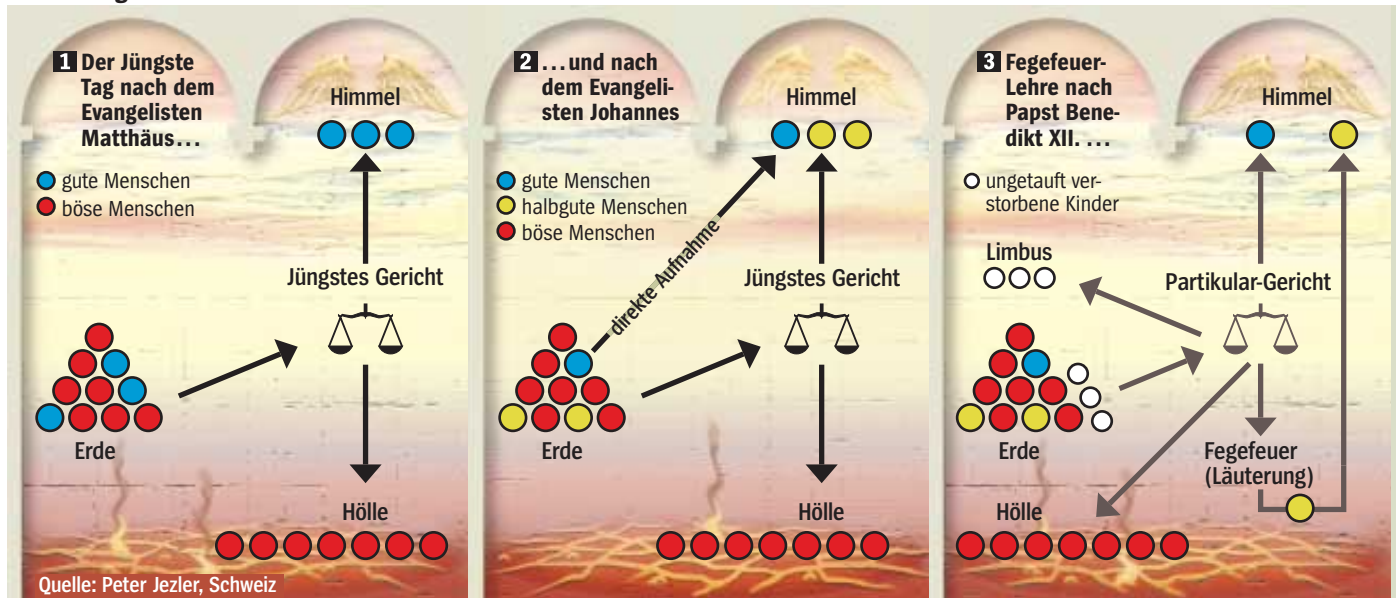 1 Der Jüngste
Tag nach dem
Evangelisten
Matthäus...
gute Menschen
böse Menschen
Himmel
Jüngstes Gericht
Erde
Hölle
Quelle: Peter Jezler, Schweiz
2 ...und nach
dem Evangeli-
sten Johannes
gute Menschen
halbgute Menschen
böse Menschen
Himmel
direkte Aufnahme
Jüngstes Gericht
Erde
Hölle
3 Fegefeuer-
Lehre nach
Papst Bene-
dikt XII. ...
ungetauft ver-
storbene Kinder
Himmel
Limbus
Partikular-Gericht
Erde
Fegefeuer
(Läuterung)
Hölle